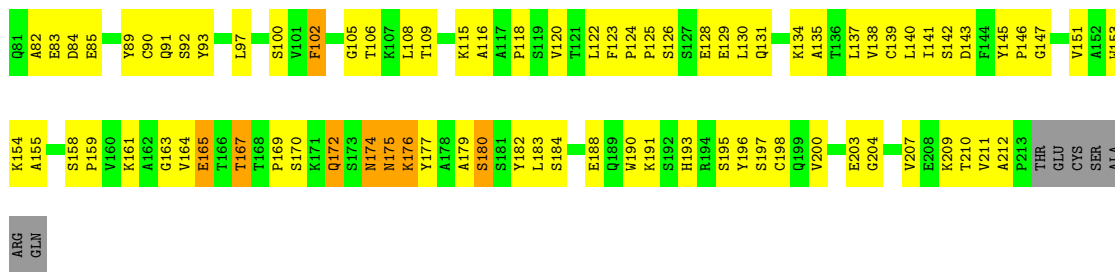 Q81 A82 E83 D84 E85 Y89 C90 Q91 S92 Y93 L97 S100 V101 F102 G105 T106 K107 L108 T109 K115 A116 A117 P118 S119 V120 T121 L122 F123 P124 P125 S126 S127 E128 E129 L130 Q131 K134 A135 T136 L137 V138 C139 L140 I141 S142 D143 F144 Y145 P146 G147 V151 A152 W153
K154 A155 S158 P159 V160 K161 A162 G163 V164 E165 T166 T167 T168 P169 S170 K171 Q172 S173 N174 N175 K176 Y177 A178 A179 S180 S181 Y182 L183 S184 E188 Q189 W190 K191 S192 H193 R194 S195 Y196 S197 C198 Q199 V200 E203 G204 V207 E208 K209 T210 V211 A212 P213 THR GLU CYS SER ALA
ARG GLN